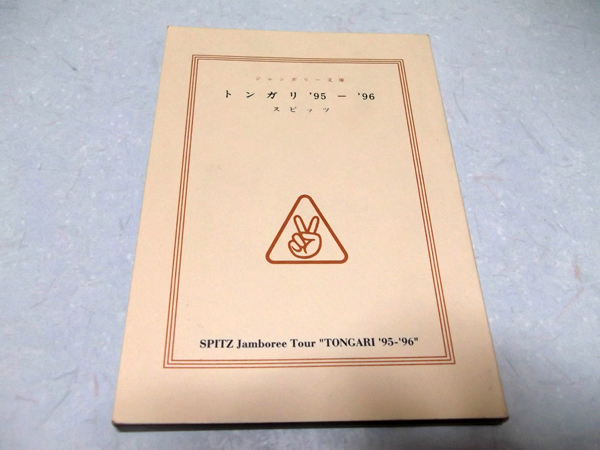 ジャンボリー文庫
トンガリ '95 — '96
スピッツ
SPITZ Jamboree Tour "TONGARI '95-'96"